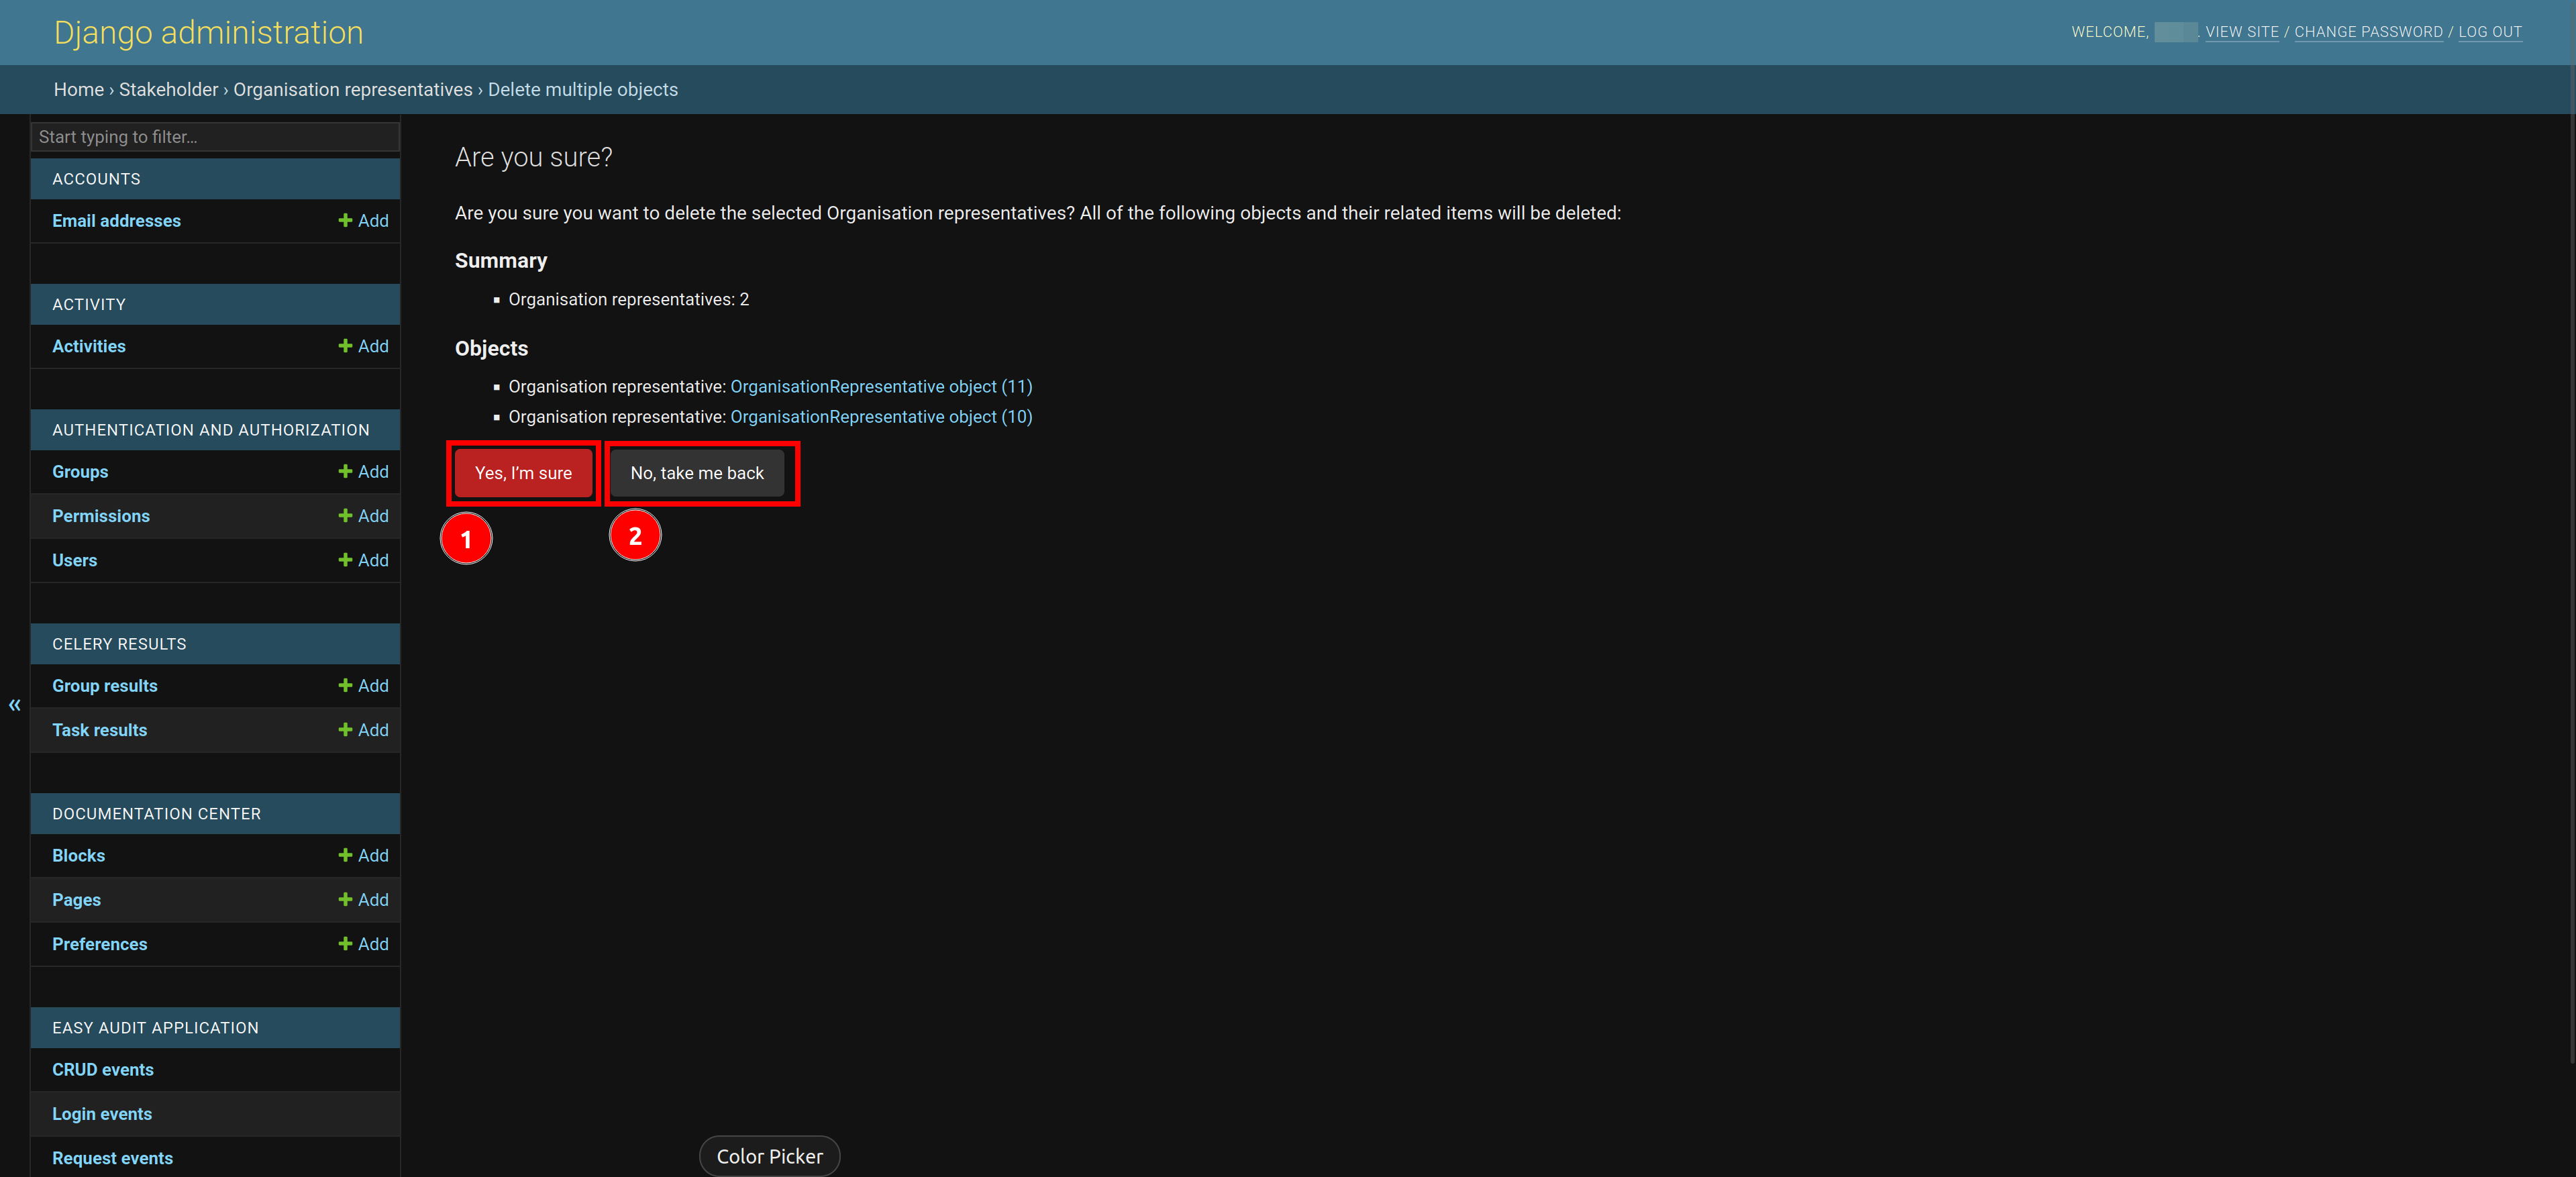 Django administration
WELCOME, . VIEW SITE / CHANGE PASSWORD / LOG OUT
Home › Stakeholder › Organisation representatives › Delete multiple objects
Start typing to filter...
ACCOUNTS
Email addresses + Add
ACTIVITY
Activities + Add
AUTHENTICATION AND AUTHORIZATION
Groups + Add
Permissions + Add
Users + Add
CELERY RESULTS
Group results + Add
«
Task results + Add
DOCUMENTATION CENTER
Blocks + Add
Pages + Add
Preferences + Add
EASY AUDIT APPLICATION
CRUD events
Login events
Request events
Are you sure?
Are you sure you want to delete the selected Organisation representatives? All of the following objects and their related items will be deleted:
Summary
▪ Organisation representatives: 2
Objects
▪ Organisation representative: OrganisationRepresentative object (11)
▪ Organisation representative: OrganisationRepresentative object (10)
Yes, I’m sure No, take me back
1 2
Color Picker